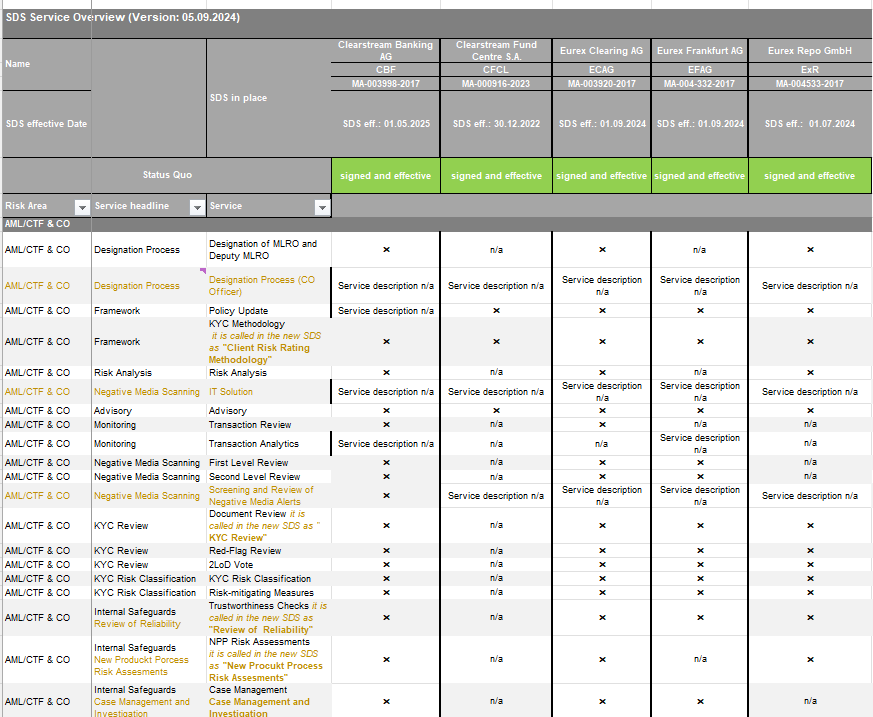 SDS Service Overview (Version: 05.09.2024)
Name
SDS in place
Clearstream Banking AG
Clearstream Fund Centre S.A.
Eurex Clearing AG
Eurex Frankfurt AG
Eurex Repo GmbH
CBF
CFCL
ECAG
EFAG
ExR
MA-003998-2017
MA-000916-2023
MA-003920-2017
MA-004-332-2017
MA-004533-2017
SDS effective Date
SDS eff.: 01.05.2025
SDS eff.: 30.12.2022
SDS eff.: 01.09.2024
SDS eff.: 01.09.2024
SDS eff.: 01.07.2024
Status Quo
signed and effective
signed and effective
signed and effective
signed and effective
signed and effective
Risk Area
Service headline
Service
AML/CTF & CO
AML/CTF & CO Designation Process Designation of MLRO and Deputy MLRO × n/a × n/a ×
AML/CTF & CO Designation Process Designation Process (CO Officer) Service description n/a Service description n/a Service description n/a Service description n/a Service description n/a
AML/CTF & CO Framework Policy Update Service description n/a × × × ×
AML/CTF & CO Framework KYC Methodology it is called in the new SDS as "Client Risk Rating Methodology" × × × × ×
AML/CTF & CO Risk Analysis Risk Analysis × n/a × n/a ×
AML/CTF & CO Negative Media Scanning IT Solution Service description n/a Service description n/a Service description n/a Service description n/a Service description n/a
AML/CTF & CO Advisory Advisory × × × × ×
AML/CTF & CO Monitoring Transaction Review × n/a × × n/a
AML/CTF & CO Monitoring Transaction Analytics Service description n/a n/a n/a Service description n/a n/a
AML/CTF & CO Negative Media Scanning First Level Review × n/a × × n/a
AML/CTF & CO Negative Media Scanning Second Level Review × n/a × × n/a
AML/CTF & CO Negative Media Scanning Screening and Review of Negative Media Alerts × Service description n/a Service description n/a Service description n/a Service description n/a
AML/CTF & CO KYC Review Document Review it is called in the new SDS as " KYC Review" × n/a × × ×
AML/CTF & CO KYC Review Red-Flag Review × n/a × × ×
AML/CTF & CO KYC Review 2LoD Vote × n/a × × ×
AML/CTF & CO KYC Risk Classification KYC Risk Classification × n/a × × ×
AML/CTF & CO KYC Risk Classification Risk-mitigating Measures × n/a × × ×
AML/CTF & CO Internal Safeguards Review of Reliability Trustworthiness Checks it is called in the new SDS as "Review of Reliability" × n/a × × ×
AML/CTF & CO Internal Safeguards New Produckt Porcess Risk Assesments NPP Risk Assessments it is called in the new SDS as "New Procukt Process Risk Assesments" × n/a × n/a ×
AML/CTF & CO Internal Safeguards Case Management and Investigation Case Management Case Management and Investigation × n/a × × n/a